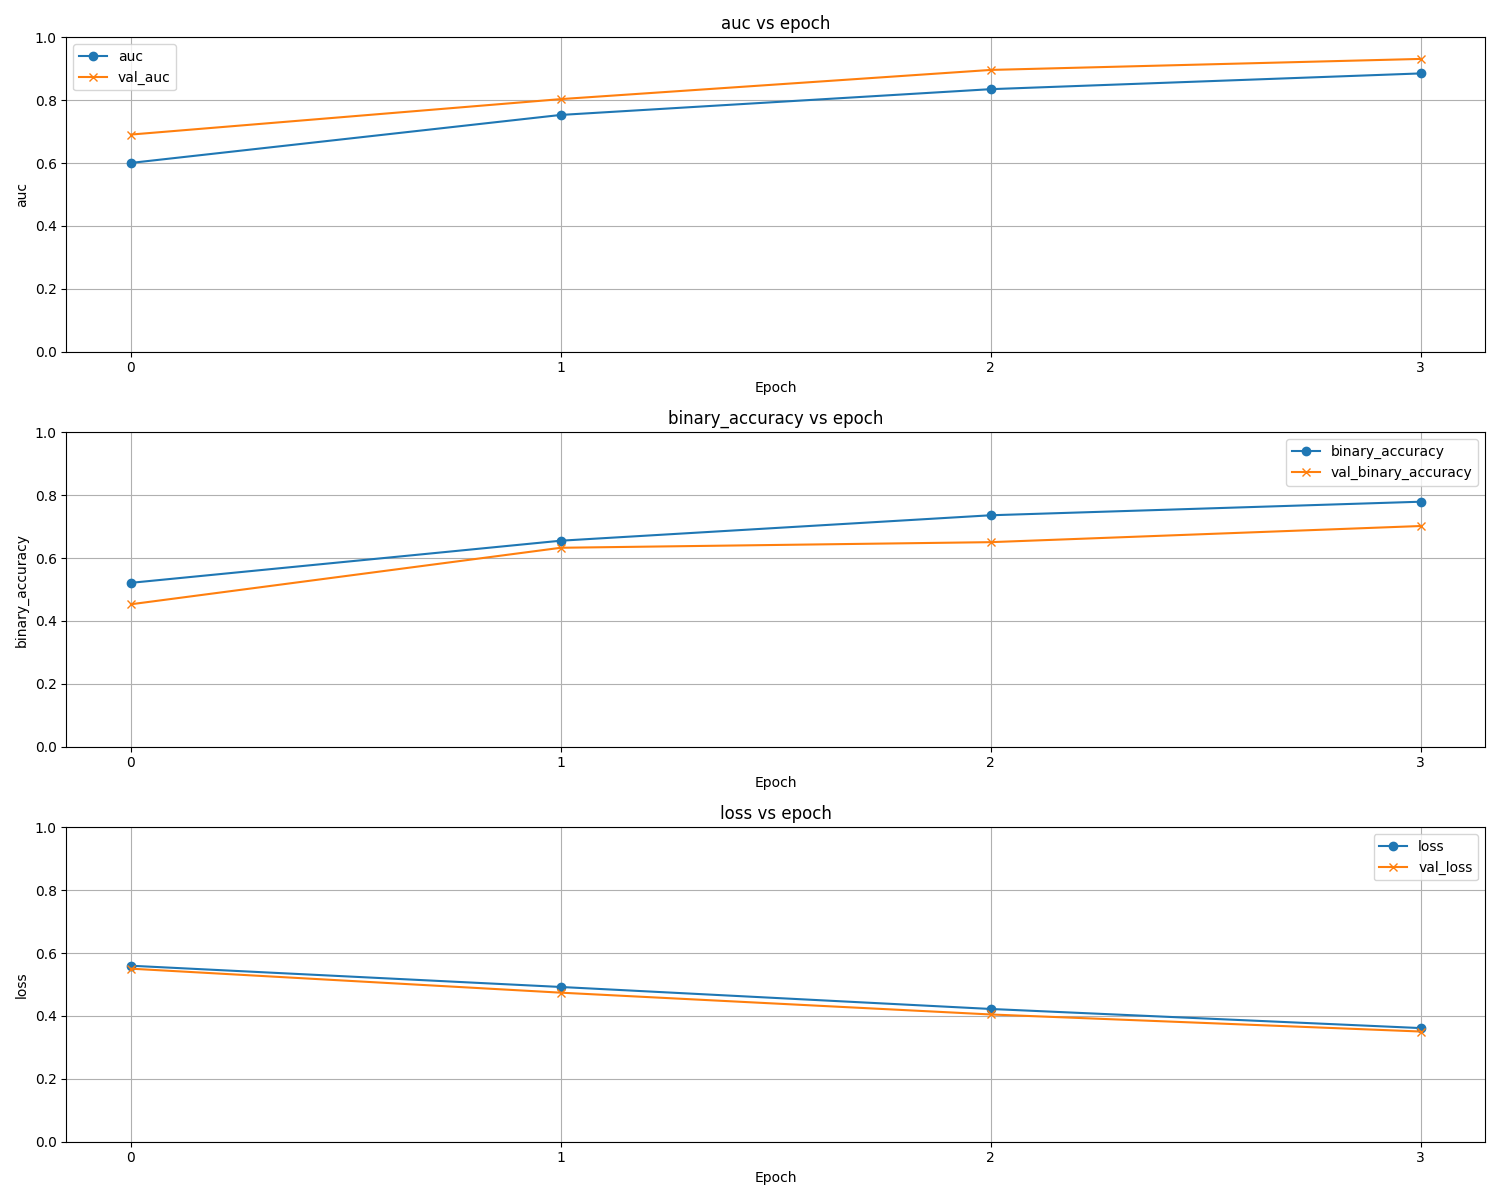 auc vs epoch
1.0
0.8
0.6
0.4
0.2
0.0
auc
auc
val_auc
0 1 2 3
Epoch
binary_accuracy vs epoch
1.0
0.8
0.6
0.4
0.2
0.0
binary_accuracy
binary_accuracy
val_binary_accuracy
0 1 2 3
Epoch
loss vs epoch
1.0
0.8
0.6
0.4
0.2
0.0
loss
loss
val_loss
0 1 2 3
Epoch